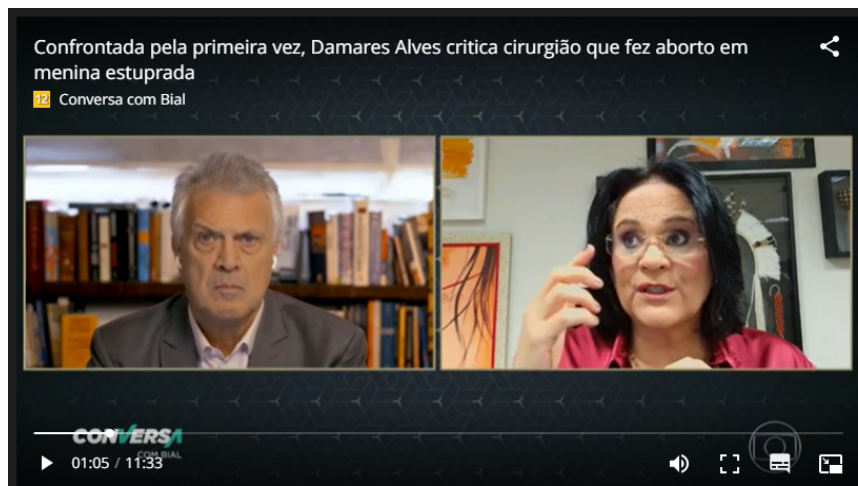 Confrontada pela primeira vez, Damares Alves critica cirurgião que fez aborto em
menina estuprada
12 Conversa com Bial
CONVERSA
COM BIAL
01:05 / 11:33